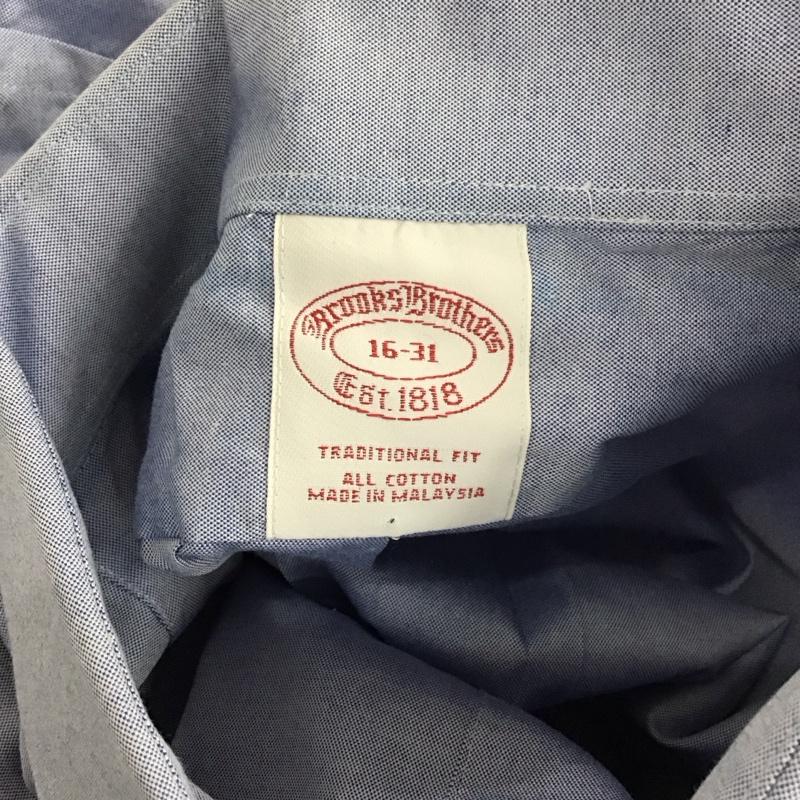 Brooks Brothers
16-31
Est. 1818
TRADITIONAL FIT
ALL COTTON
MADE IN MALAYSIA